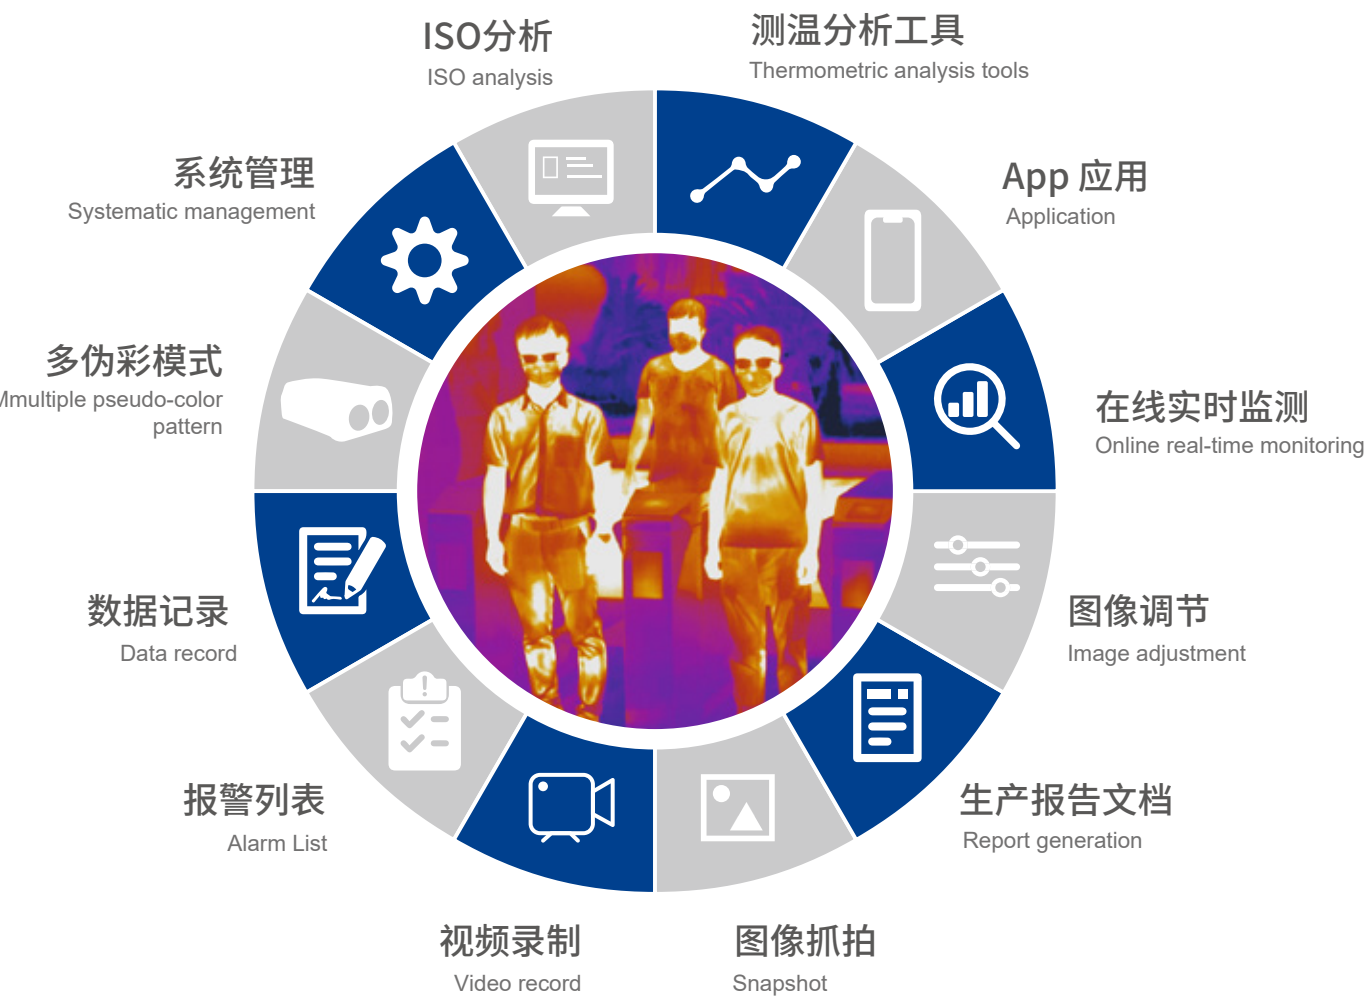 ISO分析
ISO analysis
测温分析工具
Thermometric analysis tools
系统管理
Systematic management
App 应用
Application
多伪彩模式
Mmultiple pseudo-color
pattern
在线实时监测
Online real-time monitoring
数据记录
Data record
图像调节
Image adjustment
报警列表
Alarm List
生产报告文档
Report generation
视频录制
Video record
图像抓拍
Snapshot